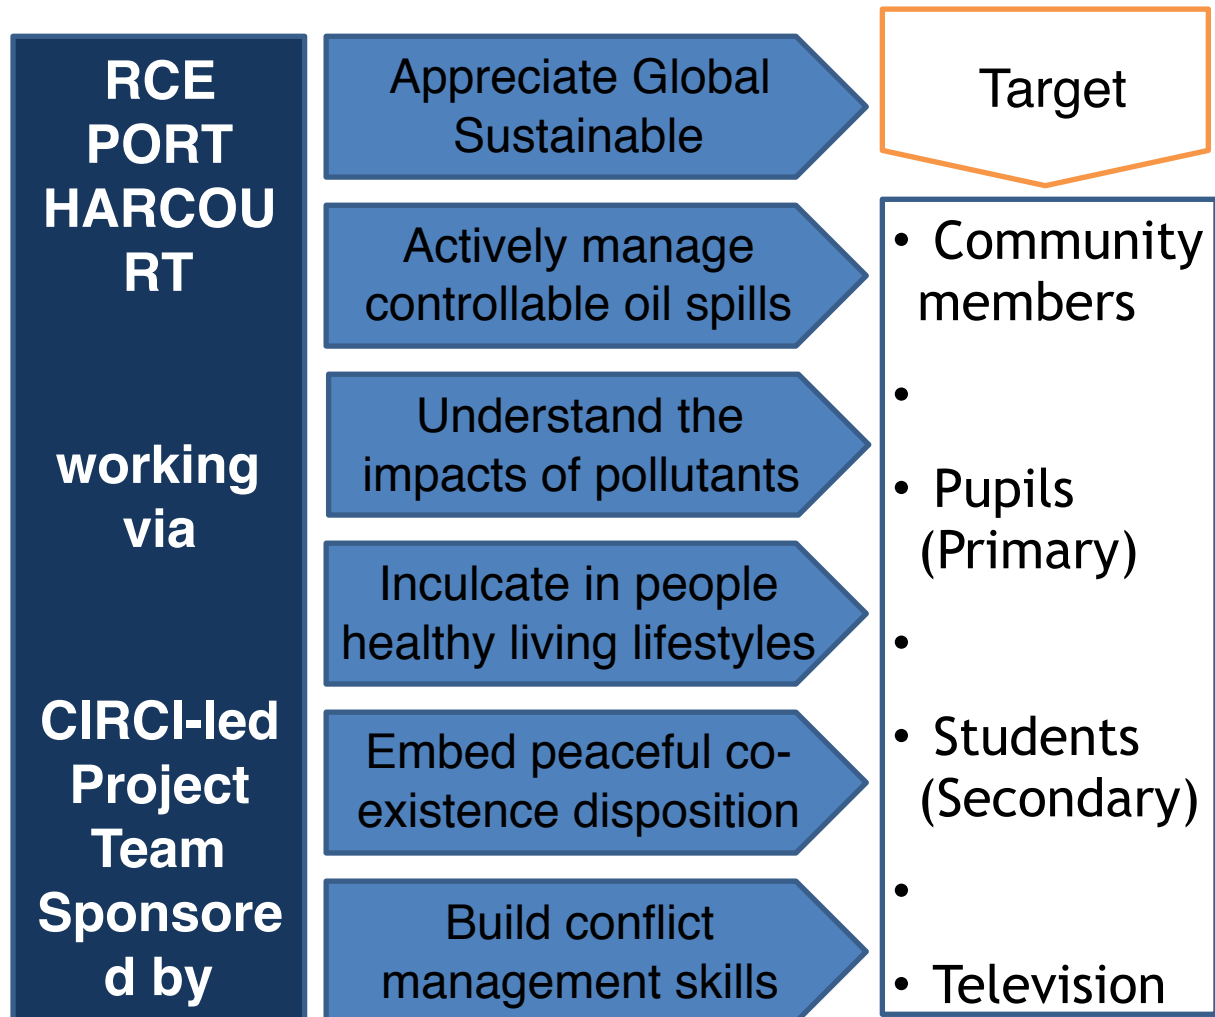 RCE
PORT
HARCOU
RT
working
via
CIRCI-led
Project
Team
Sponsore
d by
Appreciate Global
Sustainable
Actively manage
controllable oil spills
Understand the
impacts of pollutants
Inculcate in people
healthy living lifestyles
Embed peaceful co-
existence disposition
Build conflict
management skills
Target
• Community
members
•
• Pupils
(Primary)
•
• Students
(Secondary)
•
• Television